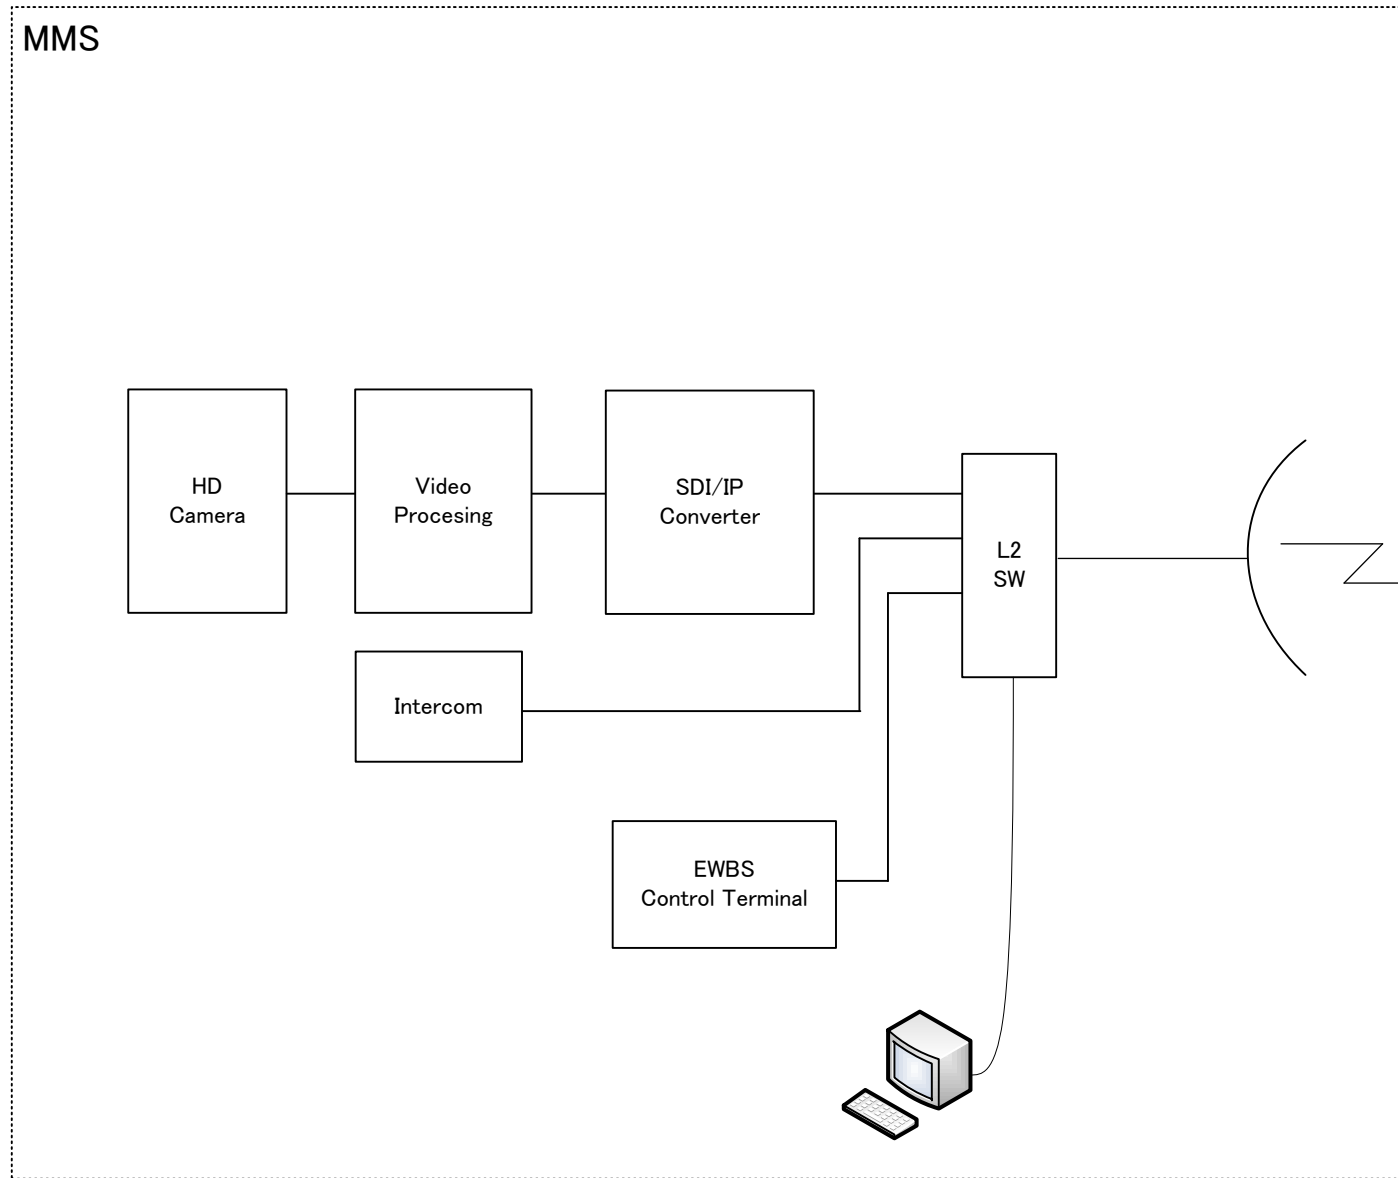 MMS
HD
Camera
Video
Procesing
SDI/IP
Converter
L2
SW
Intercom
EWBS
Control Terminal